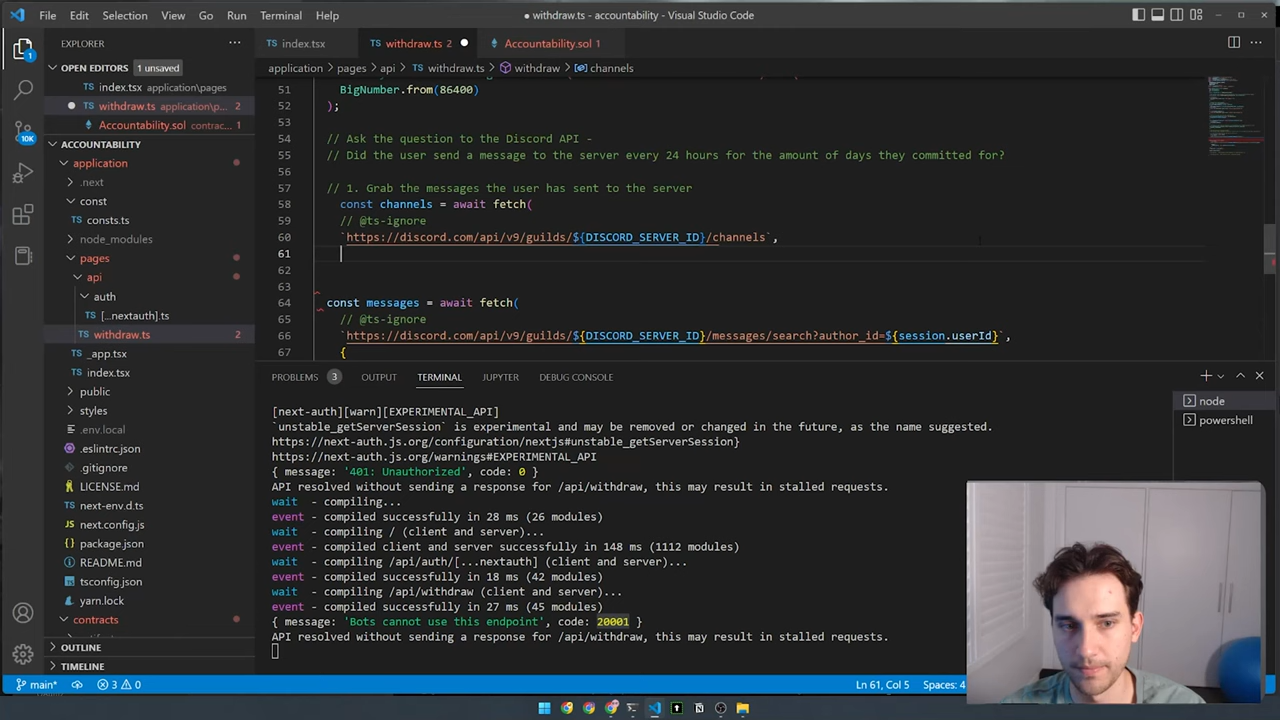 File Edit Selection View Go Run Terminal Help
● withdraw.ts - accountability - Visual Studio Code
EXPLORER
OPEN EDITORS 1 unsaved
index.tsx application\pages
withdraw.ts application\p... 2
Accountability.sol contrac... 1
ACCOUNTABILITY
application
.next
const
consts.ts
node_modules
pages
api
auth
[...nextauth].ts
withdraw.ts 2
_app.tsx
index.tsx
public
styles
.env.local
.eslintrc.json
.gitignore
LICENSE.md
next-env.d.ts
next.config.js
package.json
README.md
tsconfig.json
yarn.lock
contracts
OUTLINE
TIMELINE
index.tsx withdraw.ts 2 Accountability.sol 1
application > pages > api > withdraw.ts > withdraw > channels
51 BigNumber.from(86400)
52 );
53
54 // Ask the question to the Discord API -
55 // Did the user send a message to the server every 24 hours for the amount of days they committed for?
56
57 // 1. Grab the messages the user has sent to the server
58 const channels = await fetch(
59 // @ts-ignore
60 `https://discord.com/api/v9/guilds/${DISCORD_SERVER_ID}/channels`,
61
62
63
64 const messages = await fetch(
65 // @ts-ignore
66 `https://discord.com/api/v9/guilds/${DISCORD_SERVER_ID}/messages/search?author_id=${session.userId}`,
67 {
PROBLEMS 3 OUTPUT TERMINAL JUPYTER DEBUG CONSOLE
node
powershell
[next-auth][warn][EXPERIMENTAL_API]
`unstable_getServerSession` is experimental and may be removed or changed in the future, as the name suggested.
https://next-auth.js.org/configuration/nextjs#unstable_getServerSession}
https://next-auth.js.org/warnings#EXPERIMENTAL_API
{ message: '401: Unauthorized', code: 0 }
API resolved without sending a response for /api/withdraw, this may result in stalled requests.
wait - compiling...
event - compiled successfully in 28 ms (26 modules)
wait - compiling / (client and server)...
event - compiled client and server successfully in 148 ms (1112 modules)
wait - compiling /api/auth/[...nextauth] (client and server)...
event - compiled successfully in 18 ms (42 modules)
wait - compiling /api/withdraw (client and server)...
event - compiled successfully in 27 ms (45 modules)
{ message: 'Bots cannot use this endpoint', code: 20001 }
API resolved without sending a response for /api/withdraw, this may result in stalled requests.
1
10K
main* 3 0
Ln 61, Col 5 Spaces: 4